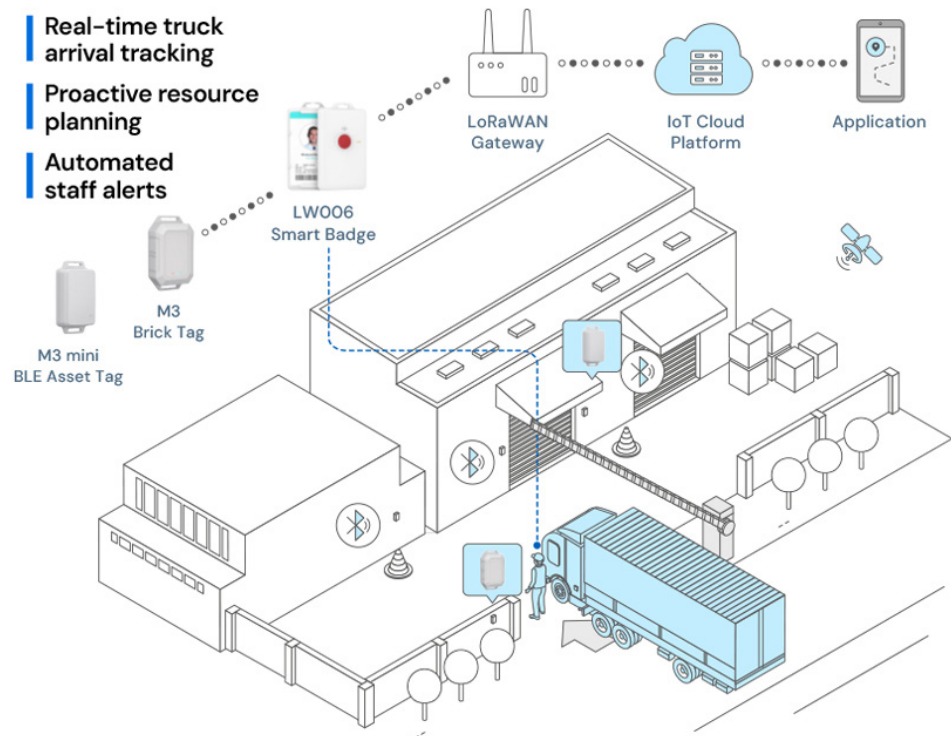 Real-time truck
arrival tracking
Proactive resource
planning
Automated
staff alerts
LoRaWAN
Gateway
IoT Cloud
Platform
Application
LW006
Smart Badge
M3
Brick Tag
M3 mini
BLE Asset Tag